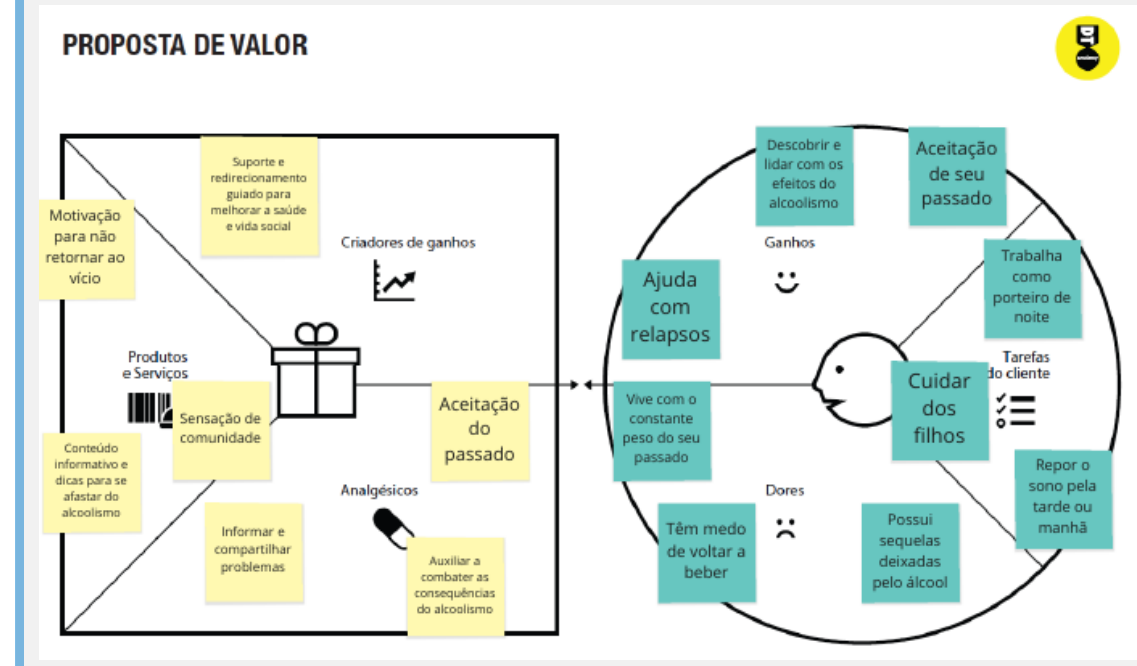 PROPOSTA DE VALOR
DT
academy
Suporte e
redirecionamento
guiado para
melhorar a saúde
e vida social
Motivação
para não
retornar ao
vício
Criadores de ganhos
Produtos
e Serviços
Sensação de
comunidade
Aceitação
do
passado
Conteúdo
informativo e
dicas para se
afastar do
alcoolismo
Analgésicos
Informar e
compartilhar
problemas
Auxiliar a
combater as
consequências
do alcoolismo
Descobrir e
lidar com os
efeitos do
alcoolismo
Aceitação
de seu
passado
Ganhos
Trabalha
como
porteiro de
noite
Ajuda
com
relapsos
Tarefas
do cliente
Cuidar
dos
filhos
Vive com o
constante
peso do seu
passado
Repor o
sono pela
tarde ou
manhã
Dores
Têm medo
de voltar a
beber
Possui
sequelas
deixadas
pelo álcool